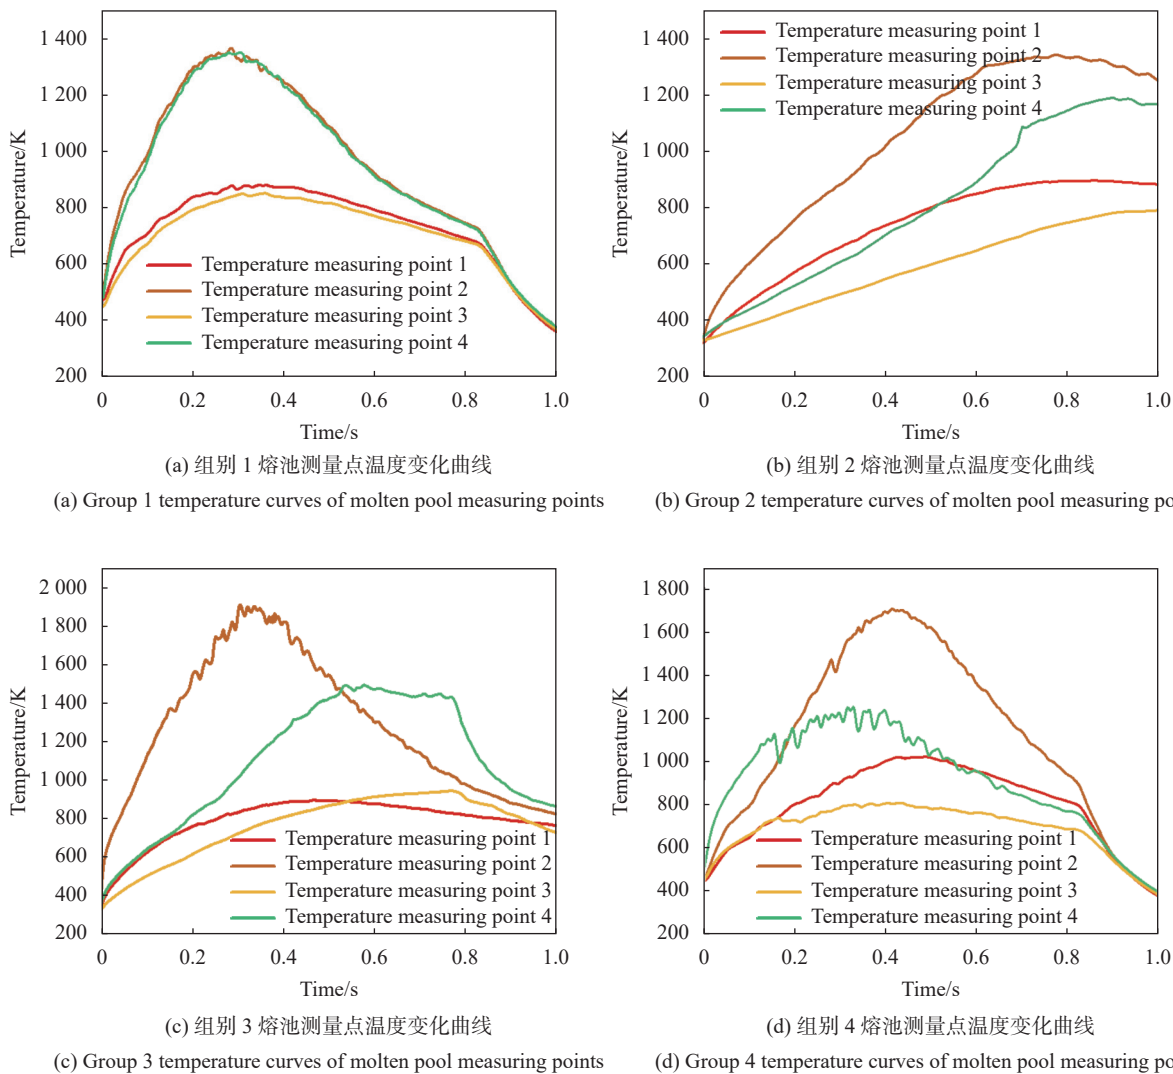 1 400
1 200
1 000
800
600
400
200
Temperature/K
Temperature measuring point 1
Temperature measuring point 2
Temperature measuring point 3
Temperature measuring point 4
0 0.2 0.4 0.6 0.8 1.0
Time/s
(a) 组别 1 熔池测量点温度变化曲线
(a) Group 1 temperature curves of molten pool measuring points
1 400
1 200
1 000
800
600
400
200
Temperature/K
Temperature measuring point 1
Temperature measuring point 2
Temperature measuring point 3
Temperature measuring point 4
0 0.2 0.4 0.6 0.8 1.0
Time/s
(b) 组别 2 熔池测量点温度变化曲线
(b) Group 2 temperature curves of molten pool measuring po
2 000
1 800
1 600
1 400
1 200
1 000
800
600
400
200
Temperature/K
Temperature measuring point 1
Temperature measuring point 2
Temperature measuring point 3
Temperature measuring point 4
0 0.2 0.4 0.6 0.8 1.0
Time/s
(c) 组别 3 熔池测量点温度变化曲线
(c) Group 3 temperature curves of molten pool measuring points
1 800
1 600
1 400
1 200
1 000
800
600
400
200
Temperature/K
Temperature measuring point 1
Temperature measuring point 2
Temperature measuring point 3
Temperature measuring point 4
0 0.2 0.4 0.6 0.8 1.0
Time/s
(d) 组别 4 熔池测量点温度变化曲线
(d) Group 4 temperature curves of molten pool measuring po